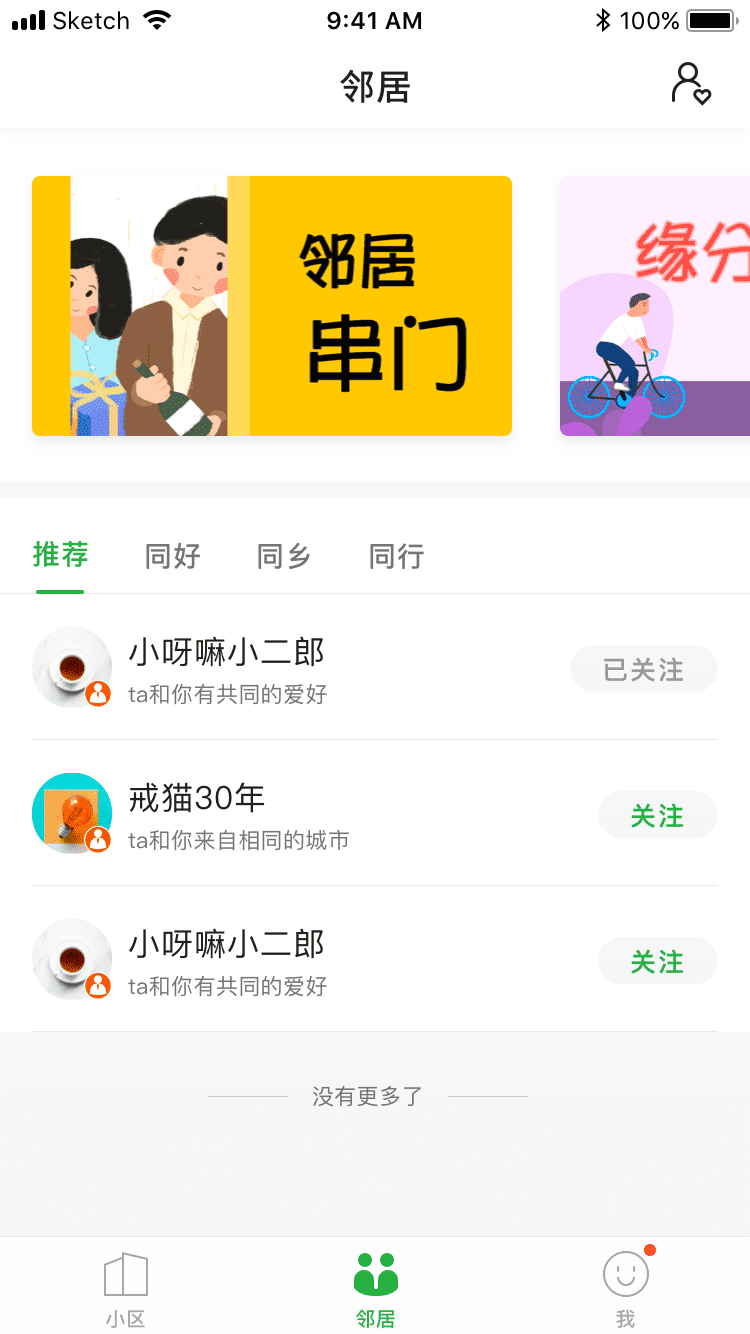 Sketch 9:41 AM 100%
邻居
邻居
串门
缘分
推荐 同好 同乡 同行
小呀嘛小二郎
ta和你有共同的爱好
已关注
戒猫30年
ta和你来自相同的城市
关注
小呀嘛小二郎
ta和你有共同的爱好
关注
没有更多了
小区 邻居 我